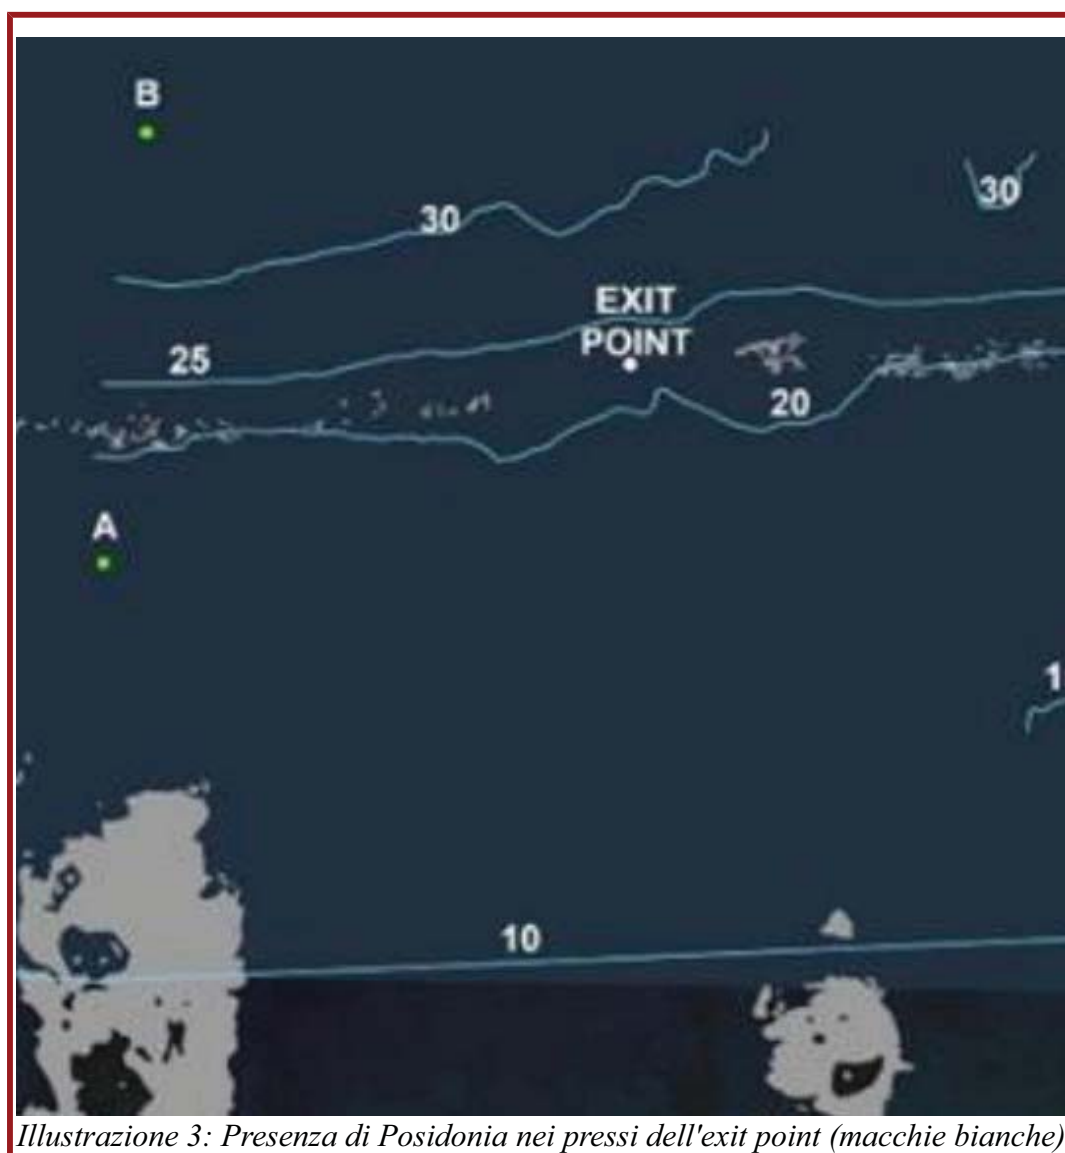 B
30
30
EXIT
POINT
25
20
A
1
10
Illustrazione 3: Presenza di Posidonia nei pressi dell'exit point (macchie bianche)